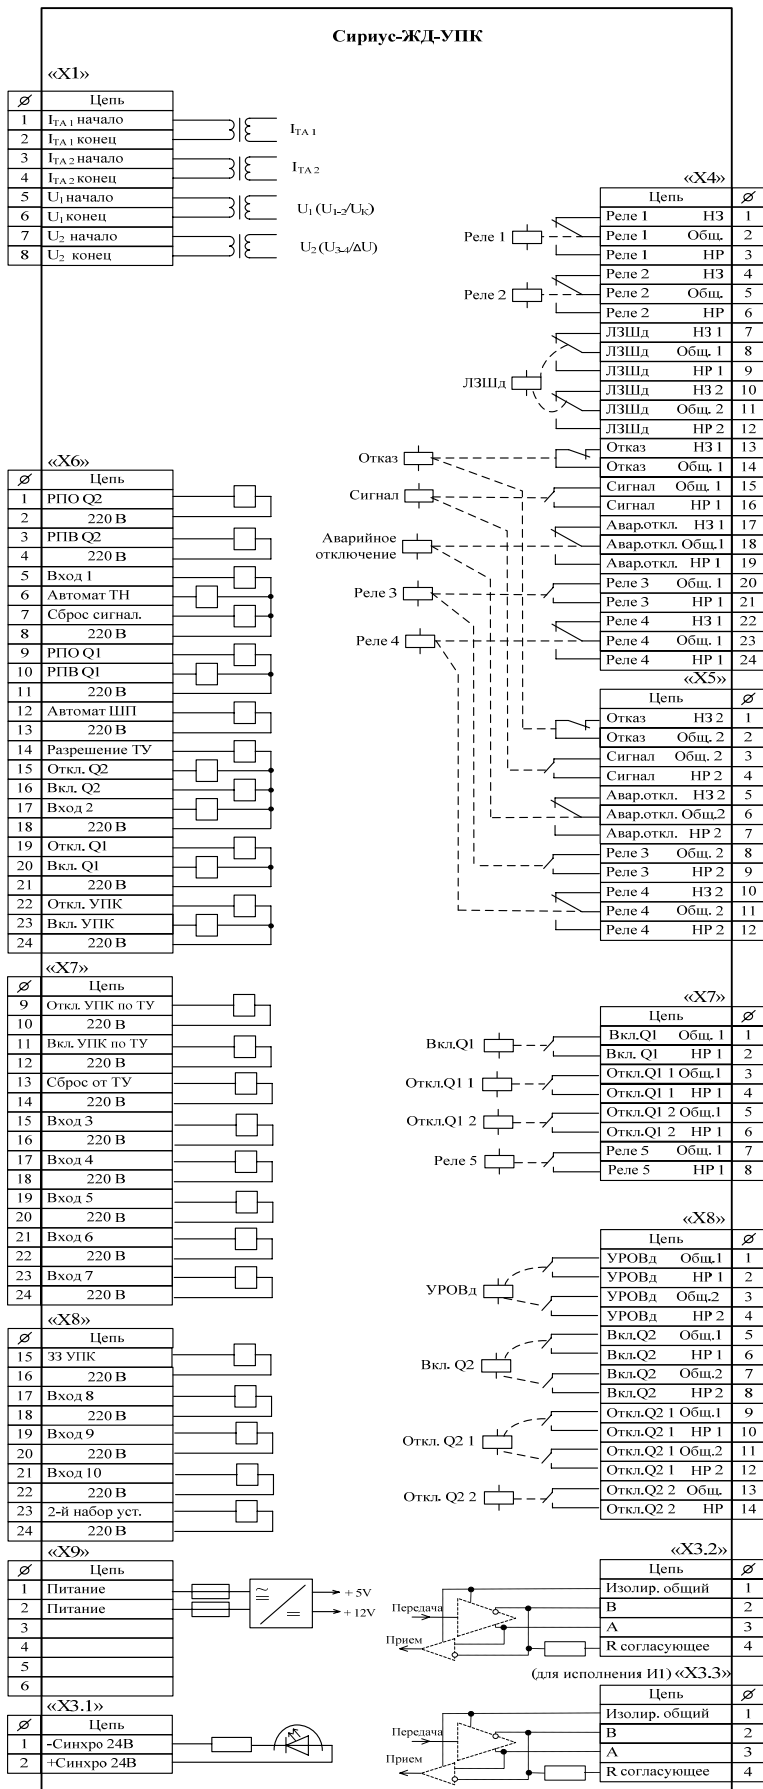 Сириус-ЖД-УПК
«X1»
Ø Цепь
1 I TA 1 начало
2 I TA 1 конец
3 I TA 2 начало
4 I TA 2 конец
5 U1 начало
6 U1 конец
7 U2 начало
8 U2 конец
I TA 1
I TA 2
U1 (U1-2/UK)
U2 (U3-4/ΔU)
«X6»
Ø Цепь
1 РПО Q2
2 220 В
3 РПВ Q2
4 220 В
5 Вход 1
6 Автомат ТН
7 Сброс сигнал.
8 220 В
9 РПО Q1
10 РПВ Q1
11 220 В
12 Автомат ШП
13 220 В
14 Разрешение ТУ
15 Откл. Q2
16 Вкл. Q2
17 Вход 2
18 220 В
19 Откл. Q1
20 Вкл. Q1
21 220 В
22 Откл. УПК
23 Вкл. УПК
24 220 В
«X7»
Ø Цепь
9 Откл. УПК по ТУ
10 220 В
11 Вкл. УПК по ТУ
12 220 В
13 Сброс от ТУ
14 220 В
15 Вход 3
16 220 В
17 Вход 4
18 220 В
19 Вход 5
20 220 В
21 Вход 6
22 220 В
23 Вход 7
24 220 В
«X8»
Ø Цепь
15 ЗЗ УПК
16 220 В
17 Вход 8
18 220 В
19 Вход 9
20 220 В
21 Вход 10
22 220 В
23 2-й набор уст.
24 220 В
«X9»
Ø Цепь
1 Питание
2 Питание
3
4
5
6
+ 5V
+ 12V
«X3.1»
Ø Цепь
1 -Синхро 24В
2 +Синхро 24В
«X4»
Цепь Ø
Реле 1 НЗ 1
Реле 1 Общ. 2
Реле 1 НР 3
Реле 2 НЗ 4
Реле 2 Общ. 5
Реле 2 НР 6
ЛЗШд НЗ 1 7
ЛЗШд Общ. 1 8
ЛЗШд НР 1 9
ЛЗШд НЗ 2 10
ЛЗШд Общ. 2 11
ЛЗШд НР 2 12
Отказ НЗ 1 13
Отказ Общ. 1 14
Сигнал Общ. 1 15
Сигнал НР 1 16
Авар.откл. НЗ 1 17
Авар.откл. Общ.1 18
Авар.откл. НР 1 19
Реле 3 Общ. 1 20
Реле 3 НР 1 21
Реле 4 НЗ 1 22
Реле 4 Общ. 1 23
Реле 4 НР 1 24
Реле 1
Реле 2
ЛЗШд
Отказ
Сигнал
Аварийное
отключение
Реле 3
Реле 4
«X5»
Цепь Ø
Отказ НЗ 2 1
Отказ Общ. 2 2
Сигнал Общ. 2 3
Сигнал НР 2 4
Авар.откл. НЗ 2 5
Авар.откл. Общ.2 6
Авар.откл. НР 2 7
Реле 3 Общ. 2 8
Реле 3 НР 2 9
Реле 4 НЗ 2 10
Реле 4 Общ. 2 11
Реле 4 НР 2 12
«X7»
Цепь Ø
Вкл.Q1 Общ. 1 1
Вкл. Q1 НР 1 2
Откл.Q1 1 Общ.1 3
Откл.Q1 1 НР 1 4
Откл.Q1 2 Общ.1 5
Откл.Q1 2 НР 1 6
Реле 5 Общ. 1 7
Реле 5 НР 1 8
Вкл.Q1
Откл.Q1 1
Откл.Q1 2
Реле 5
«X8»
Цепь Ø
УРОВд Общ.1 1
УРОВд НР 1 2
УРОВд Общ.2 3
УРОВд НР 2 4
Вкл.Q2 Общ.1 5
Вкл.Q2 НР 1 6
Вкл.Q2 Общ.2 7
Вкл.Q2 НР 2 8
Откл.Q2 1 Общ.1 9
Откл.Q2 1 НР 1 10
Откл.Q2 1 Общ.2 11
Откл.Q2 1 НР 2 12
Откл.Q2 2 Общ. 13
Откл.Q2 2 НР 14
УРОВд
Вкл. Q2
Откл. Q2 1
Откл. Q2 2
«X3.2»
Цепь Ø
Изолир. общий 1
B 2
A 3
R согласующее 4
Передача
Прием
(для исполнения И1) «X3.3»
Цепь Ø
Изолир. общий 1
B 2
A 3
R согласующее 4
Передача
Прием